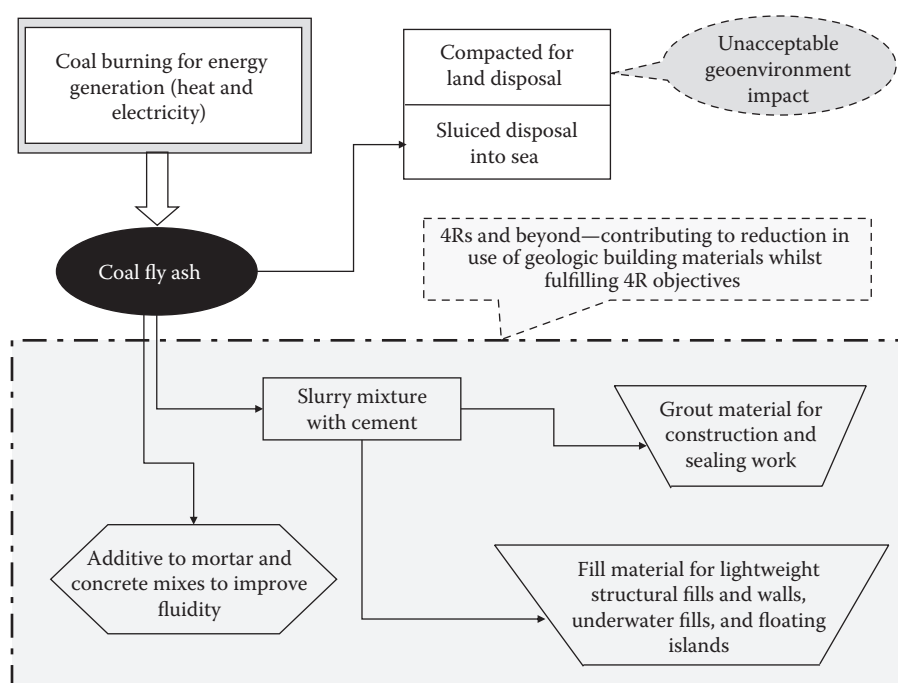 Coal burning for energy
generation (heat and
electricity)
Compacted for
land disposal
Sluiced disposal
into sea
Unacceptable
geoenvironment
impact
Coal fly ash
4Rs and beyond—contributing to reduction in
use of geologic building materials whilst
fulfilling 4R objectives
Slurry mixture
with cement
Grout material for
construction and
sealing work
Additive to mortar and
concrete mixes to improve
fluidity
Fill material for lightweight
structural fills and walls,
underwater fills, and floating
islands